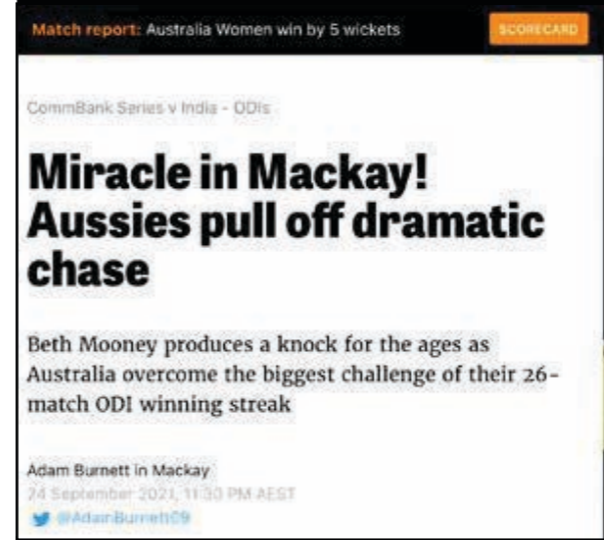 Match report: Australia Women win by 5 wickets
SCORECARD
CommBank Series v India - ODIs
Miracle in Mackay!
Aussies pull off dramatic
chase
Beth Mooney produces a knock for the ages as
Australia overcome the biggest challenge of their 26-
match ODI winning streak
Adam Burnett in Mackay
24 September 2021, 11:30 PM AEST
@AdamBurnett09